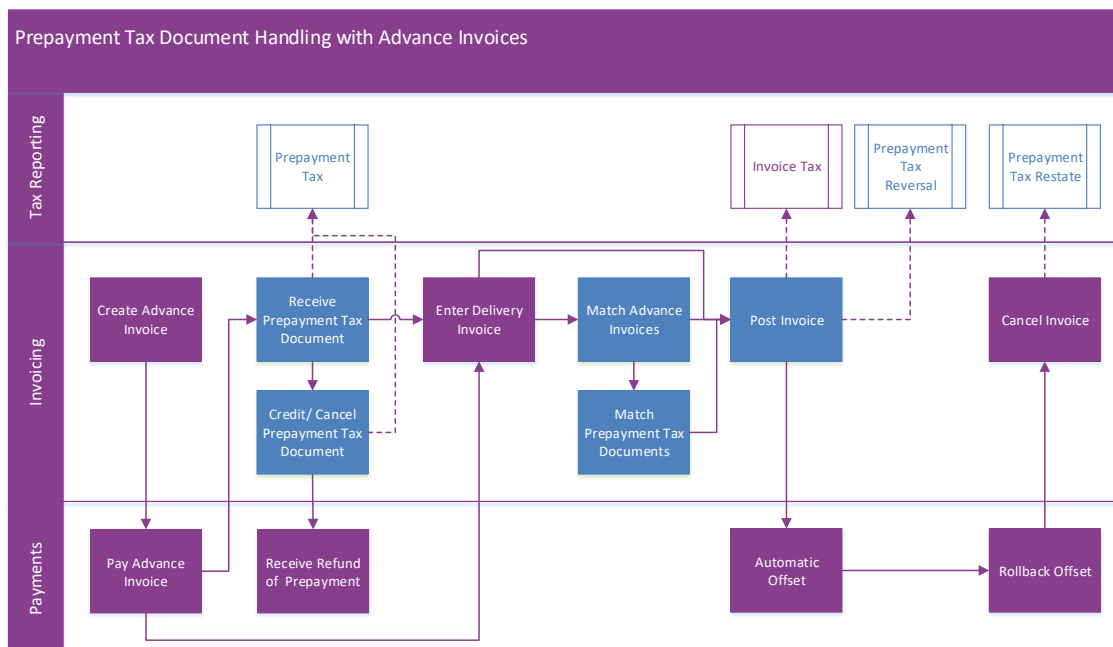 Prepayment Tax Document Handling with Advance Invoices
Tax Reporting
Prepayment
Tax
Invoice Tax
Prepayment
Tax
Reversal
Prepayment
Tax Restate
Invoicing
Create Advance
Invoice
Receive
Prepayment Tax
Document
Enter Delivery
Invoice
Match Advance
Invoices
Post Invoice
Cancel Invoice
Credit/ Cancel
Prepayment Tax
Document
Match
Prepayment Tax
Documents
Payments
Pay Advance
Invoice
Receive Refund
of Prepayment
Automatic
Offset
Rollback Offset